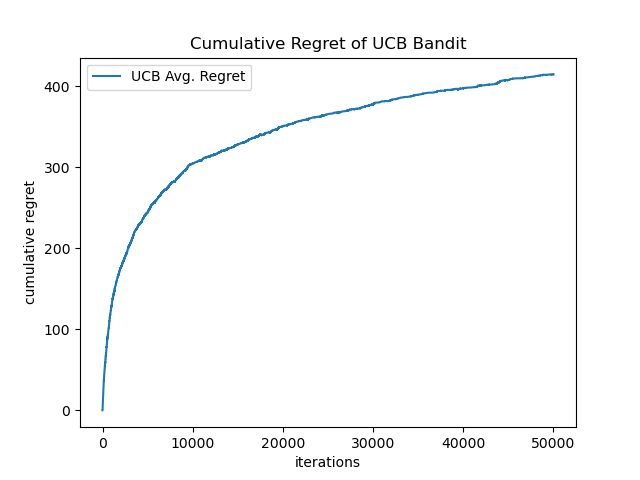 Cumulative Regret of UCB Bandit
UCB Avg. Regret
cumulative regret
400
300
200
100
0
0 10000 20000 30000 40000 50000
iterations